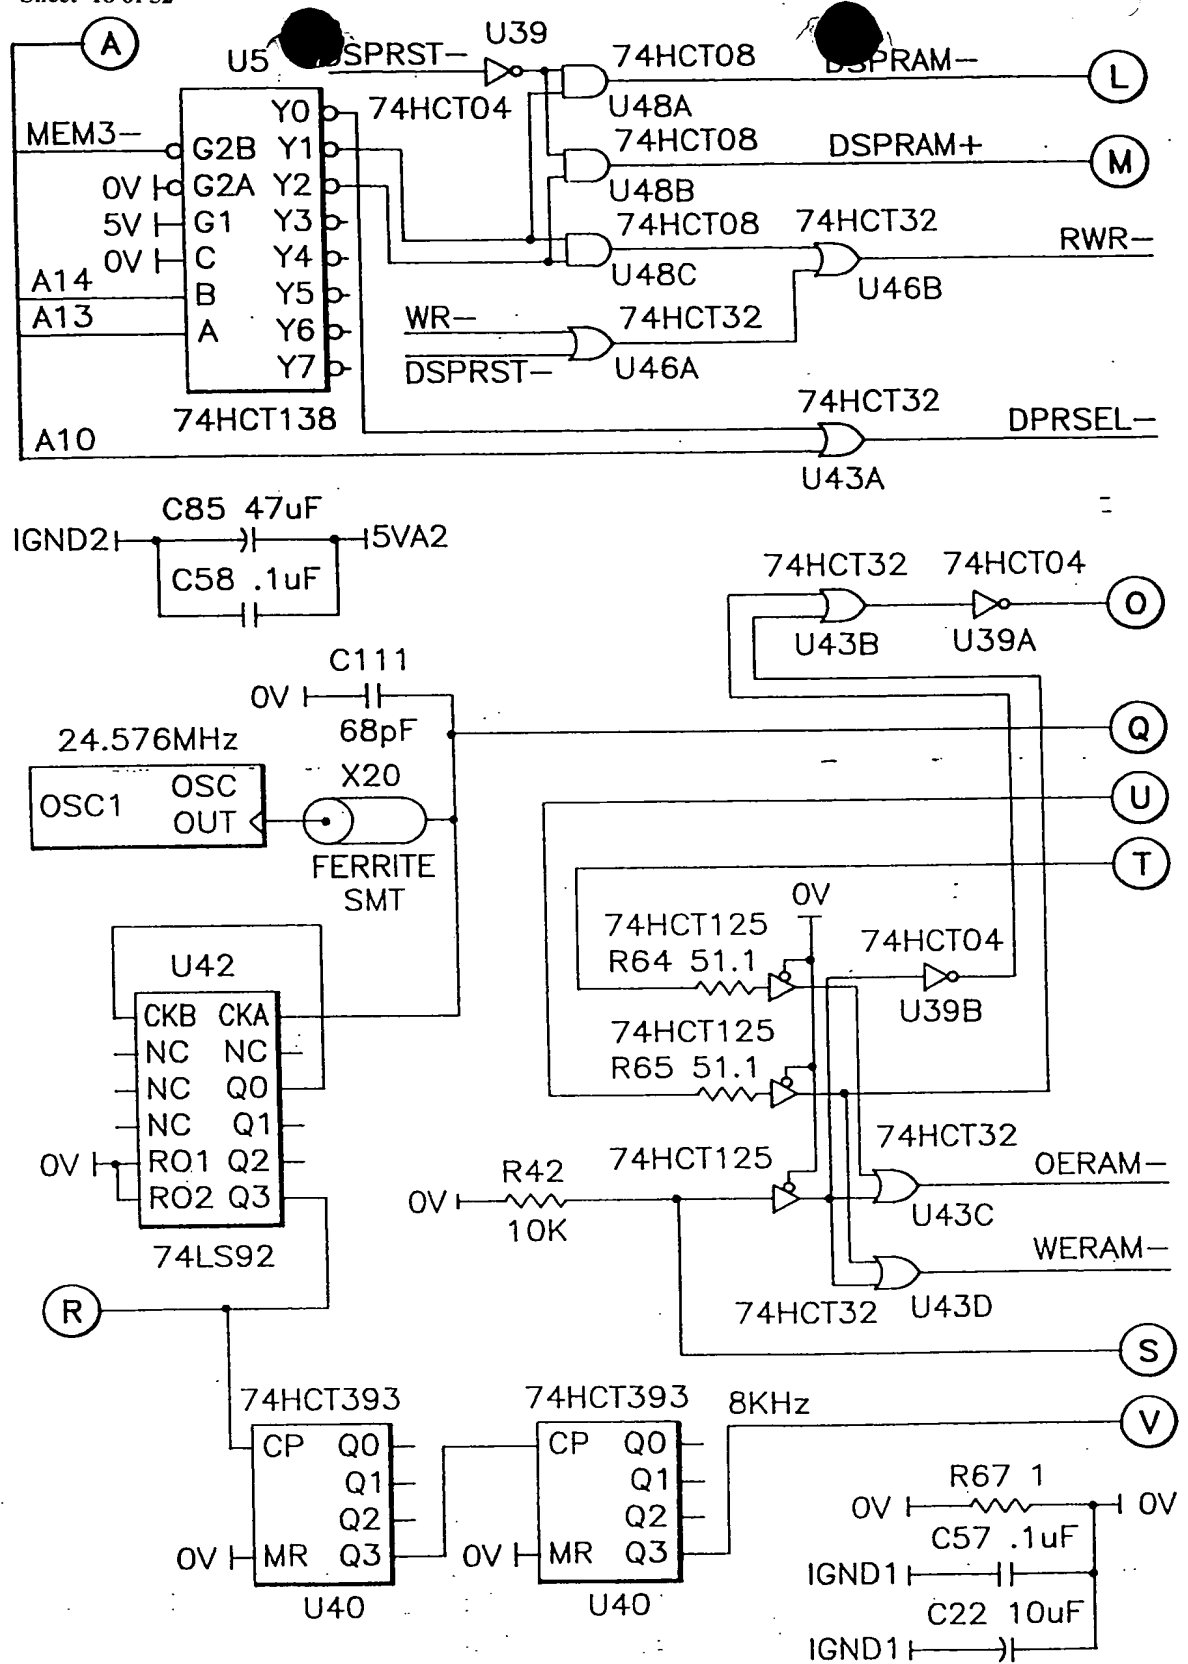 Sheet 18 of 32
A
U5
DSPRST-
U39
74HCT04
74HCT08
U48A
DSPRAM-
L
MEM3-
0V
5V
0V
A14
A13
A10
G2B
G2A
G1
C
B
A
Y0
Y1
Y2
Y3
Y4
Y5
Y6
Y7
74HCT138
74HCT08
U48B
DSPRAM+
M
74HCT08
U48C
74HCT32
U46B
RWR-
WR-
DSPRST-
74HCT32
U46A
74HCT32
U43A
DPRSEL-
C85 47uF
IGND2
5VA2
C58 .1uF
74HCT32
U43B
74HCT04
U39A
O
C111
0V
68pF
Q
24.576MHz
OSC1
OSC
OUT
X20
FERRITE
SMT
U
T
0V
74HCT125
R64 51.1
74HCT04
U39B
U42
CKB CKA
NC NC
NC Q0
NC Q1
0V
RO1 Q2
RO2 Q3
74LS92
74HCT125
R65 51.1
74HCT125
R42
0V
10K
74HCT32
U43C
OERAM-
74HCT32
U43D
WERAM-
R
S
74HCT393
CP Q0
Q1
Q2
0V
MR Q3
U40
74HCT393
CP Q0
Q1
Q2
0V
MR Q3
U40
8KHz
V
R67 1
0V
0V
C57 .1uF
IGND1
C22 10uF
IGND1